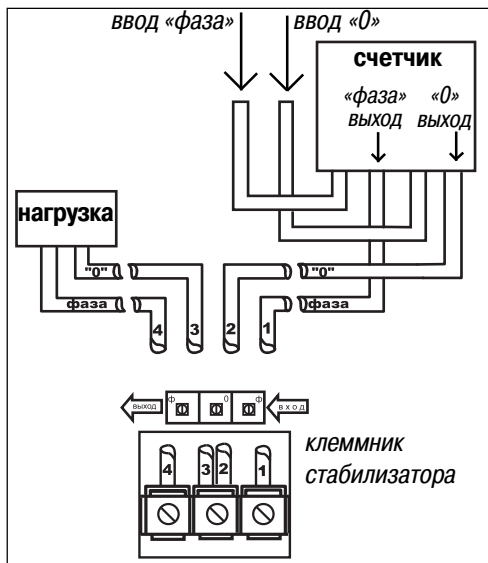 ввод «фаза»
ввод «0»
счетчик
«фаза» «0»
выход выход
нагрузка
"0" "0"
фаза фаза
4 3 2 1
выход ф 0 ф вход
4 3 2 1
клеммник
стабилизатора